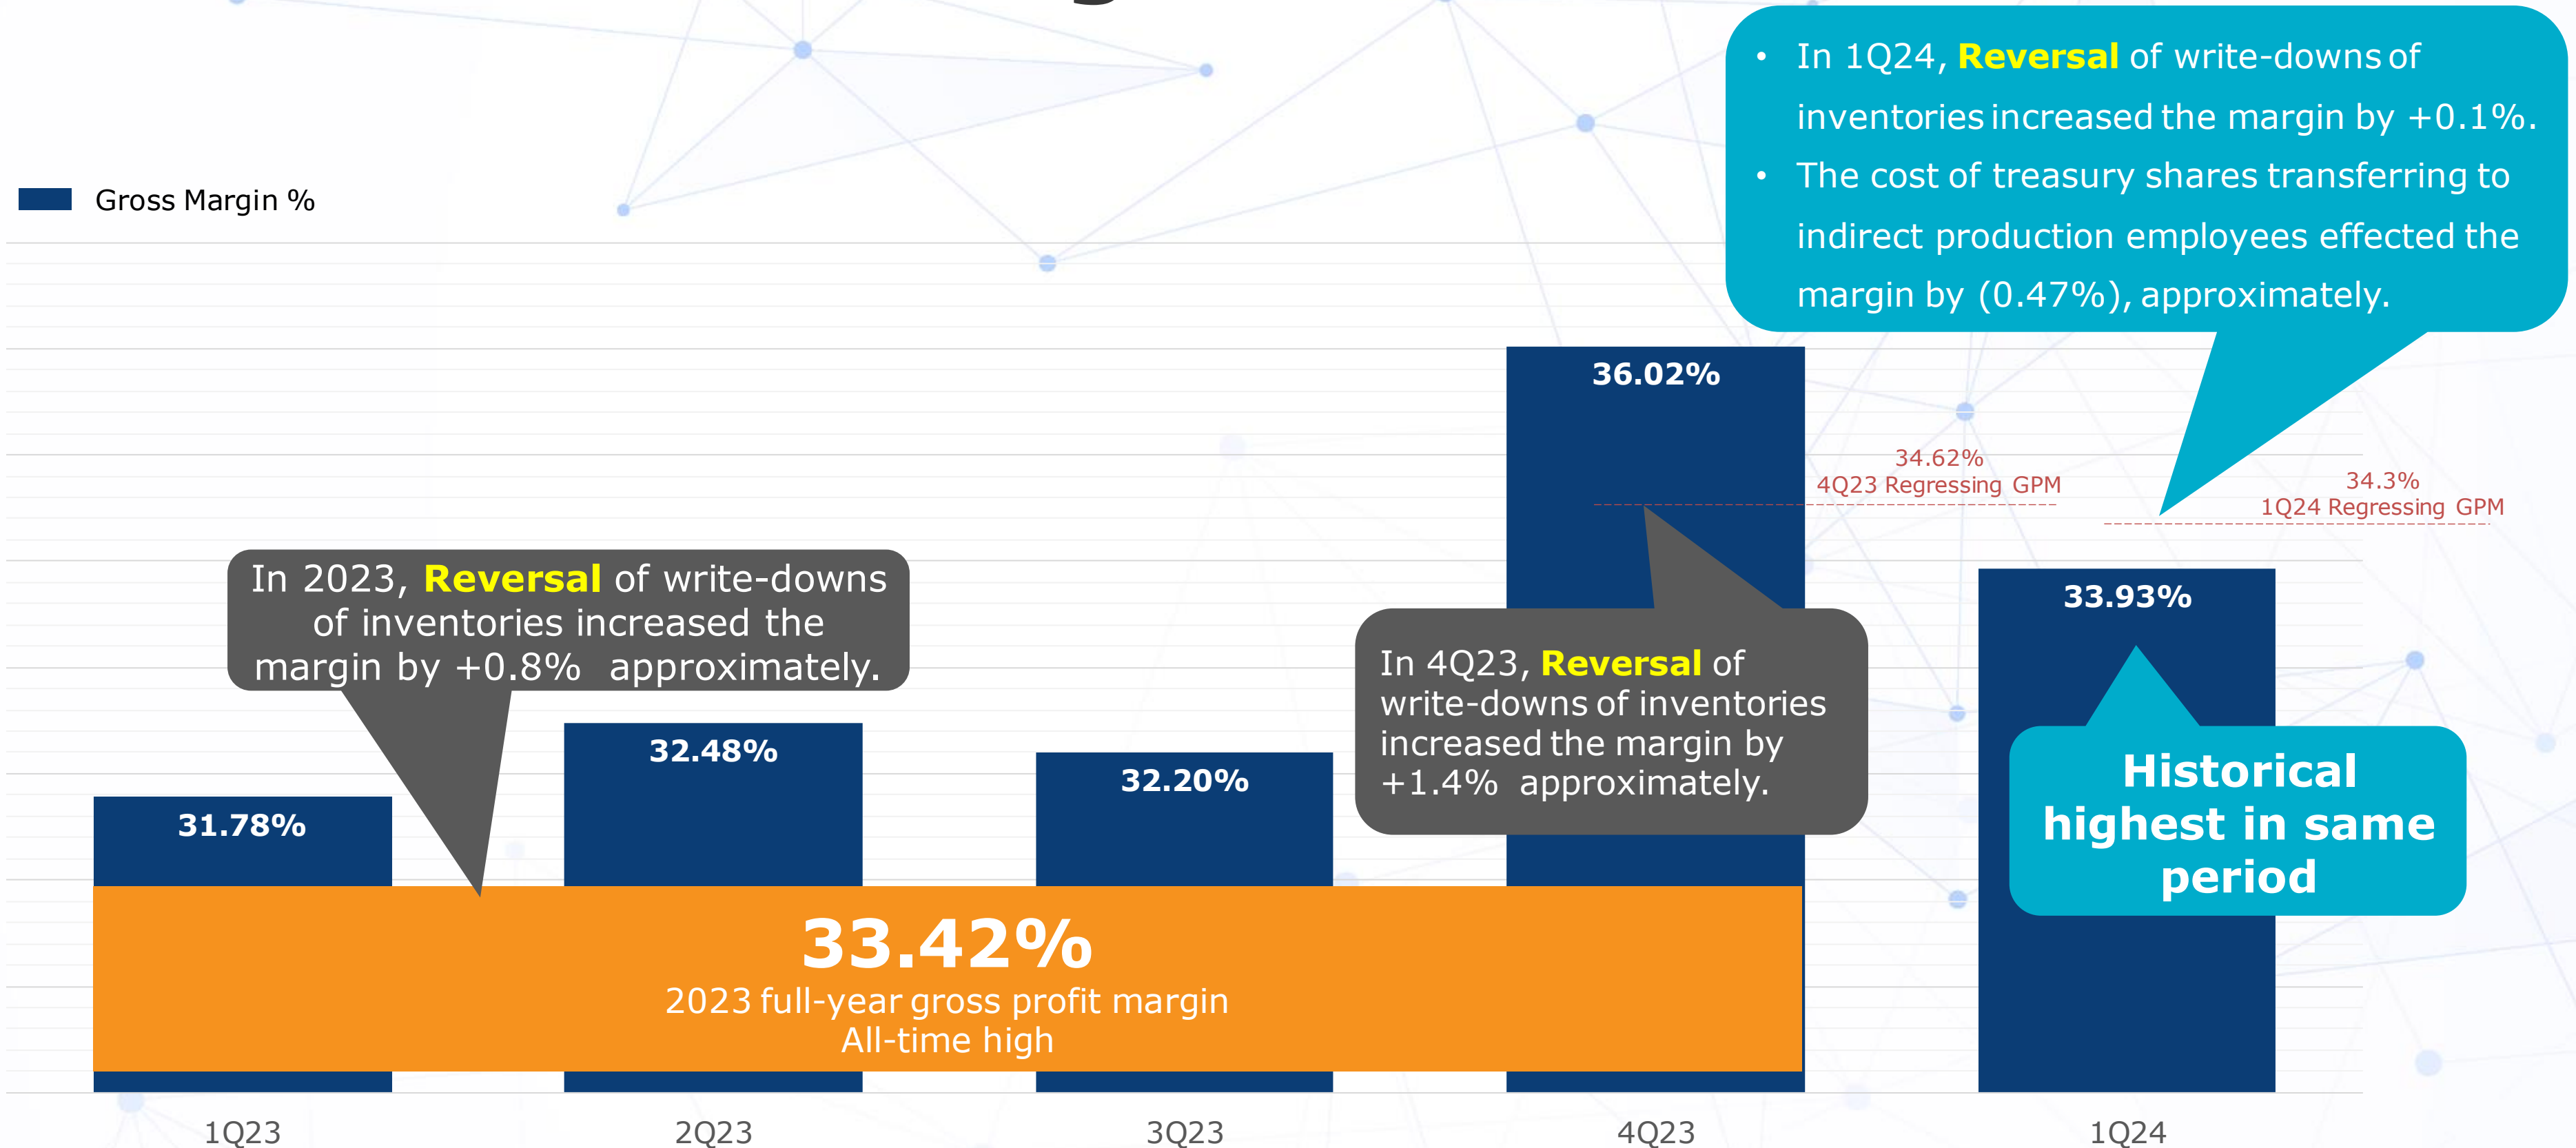 Gross Margin %
• In 1Q24, Reversal of write-downs of
inventories increased the margin by +0.1%.
• The cost of treasury shares transferring to
indirect production employees effected the
margin by (0.47%), approximately.
36.02%
34.62%
4Q23 Regressing GPM
34.3%
1Q24 Regressing GPM
In 2023, Reversal of write-downs
of inventories increased the
margin by +0.8% approximately.
33.93%
In 4Q23, Reversal of
write-downs of inventories
increased the margin by
+1.4% approximately.
31.78%
32.48%
32.20%
Historical
highest in same
period
33.42%
2023 full-year gross profit margin
All-time high
1Q23
2Q23
3Q23
4Q23
1Q24